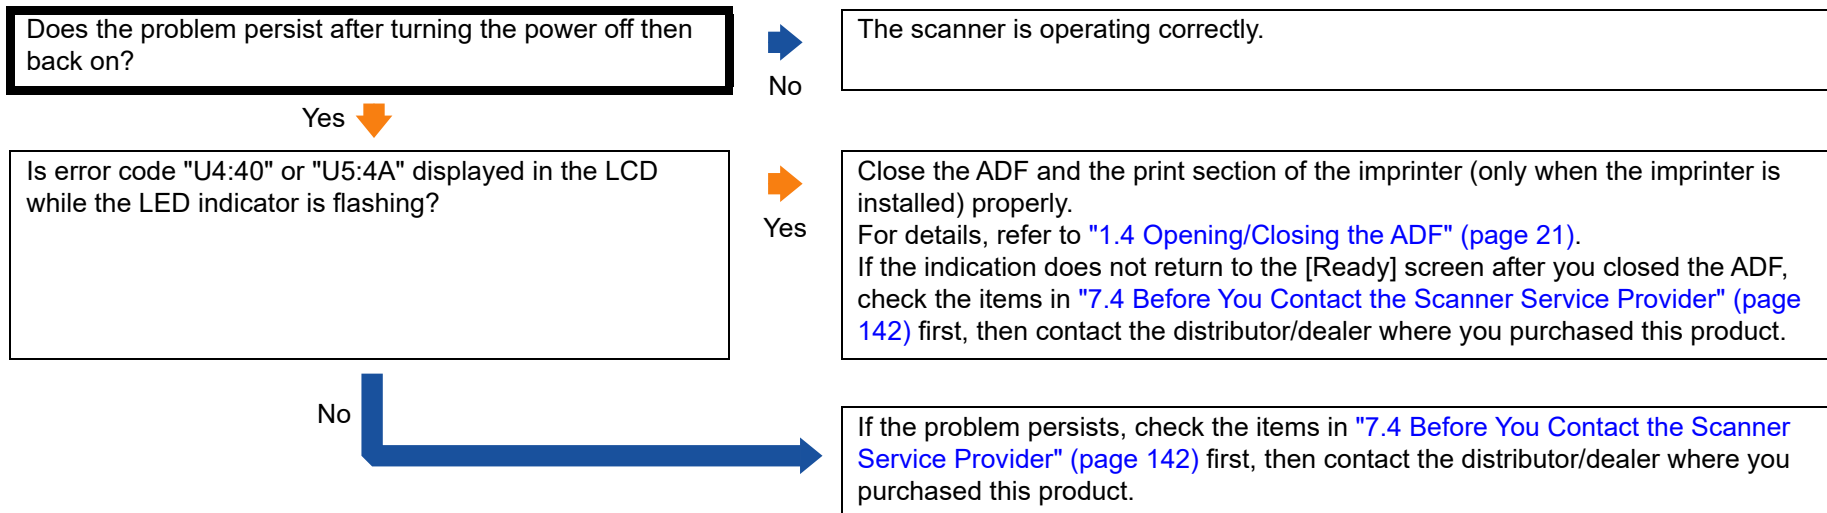 Does the problem persist after turning the power off then
back on?
No
The scanner is operating correctly.
Yes
Is error code "U4:40" or "U5:4A" displayed in the LCD
while the LED indicator is flashing?
Yes
Close the ADF and the print section of the imprinter (only when the imprinter is
installed) properly.
For details, refer to "1.4 Opening/Closing the ADF" (page 21).
If the indication does not return to the [Ready] screen after you closed the ADF,
check the items in "7.4 Before You Contact the Scanner Service Provider" (page
142) first, then contact the distributor/dealer where you purchased this product.
No
If the problem persists, check the items in "7.4 Before You Contact the Scanner
Service Provider" (page 142) first, then contact the distributor/dealer where you
purchased this product.